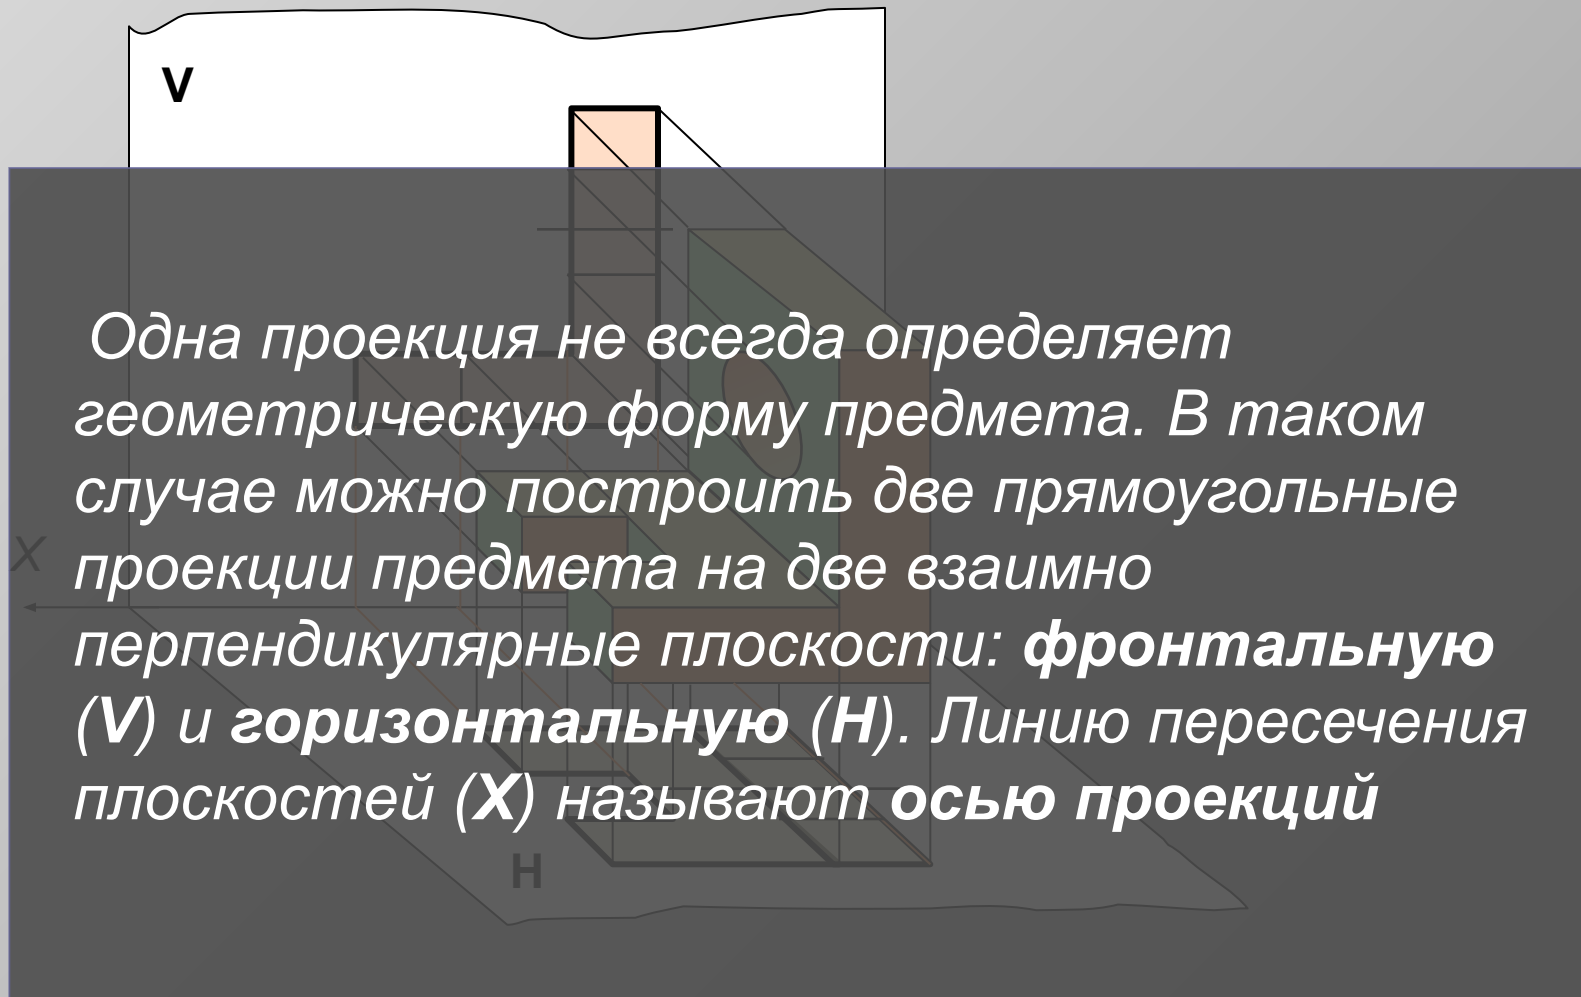 V
Одна проекция не всегда определяет
геометрическую форму предмета. В таком
случае можно построить две прямоугольные
X
проекции предмета на две взаимно
перпендикулярные плоскости: фронтальную
(V) и горизонтальную (H). Линию пересечения
плоскостей (X) называют осью проекций
H